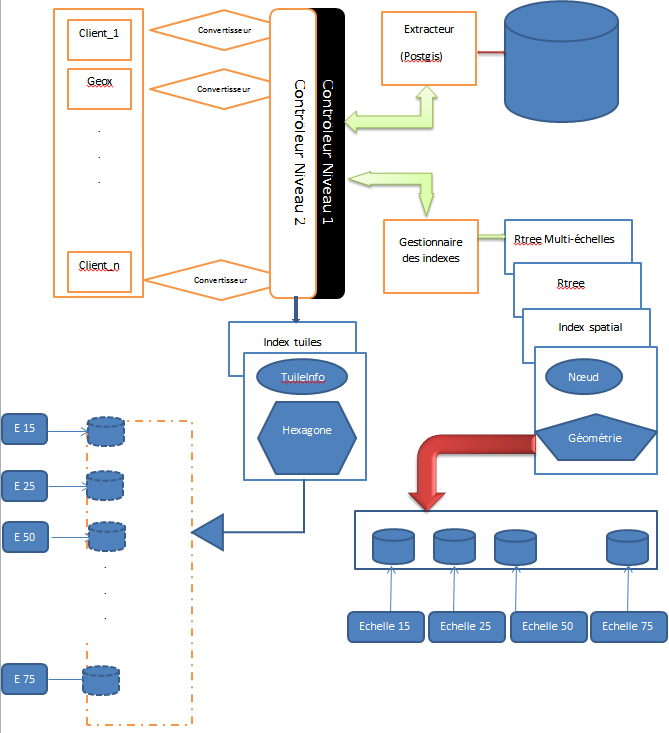 Client_1
Convertisseur
Geox
Convertisseur
.
.
.
Client_n
Convertisseur
Contrôleur Niveau 2
Contrôleur Niveau 1
Extracteur
(Postgis)
Gestionnaire
des indexes
Rtree Multi-échelles
Rtree
Index spatial
Nœud
Géométrie
Index tuiles
TuileInfo
Hexagone
E 15
E 25
E 50
.
.
.
E 75
Echelle 15
Echelle 25
Echelle 50
Echelle 75